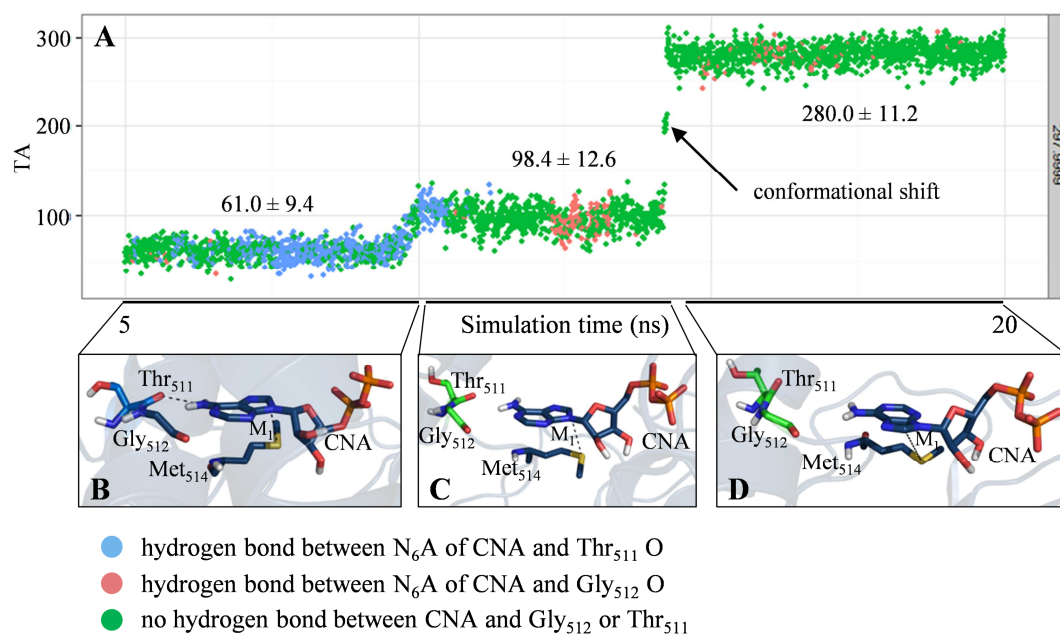 A
300
200
100
TA
61.0 ± 9.4
98.4 ± 12.6
280.0 ± 11.2
conformational shift
297.9999
5
Simulation time (ns)
20
Thr511
Gly512
M1
CNA
Met514
B
Thr511
Gly512
M1
CNA
Met514
C
Thr511
Gly512
M1
CNA
Met514
D
hydrogen bond between N6A of CNA and Thr511 O
hydrogen bond between N6A of CNA and Gly512 O
no hydrogen bond between CNA and Gly512 or Thr511